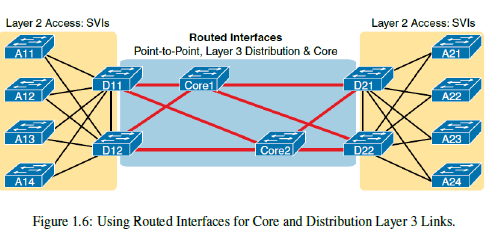 Layer 2 Access: SVIs
Routed Interfaces
Point-to-Point, Layer 3 Distribution & Core
Layer 2 Access: SVIs
A11
A12
A13
A14
D11
D12
Core1
Core2
D21
D22
A21
A22
A23
A24
Figure 1.6: Using Routed Interfaces for Core and Distribution Layer 3 Links.